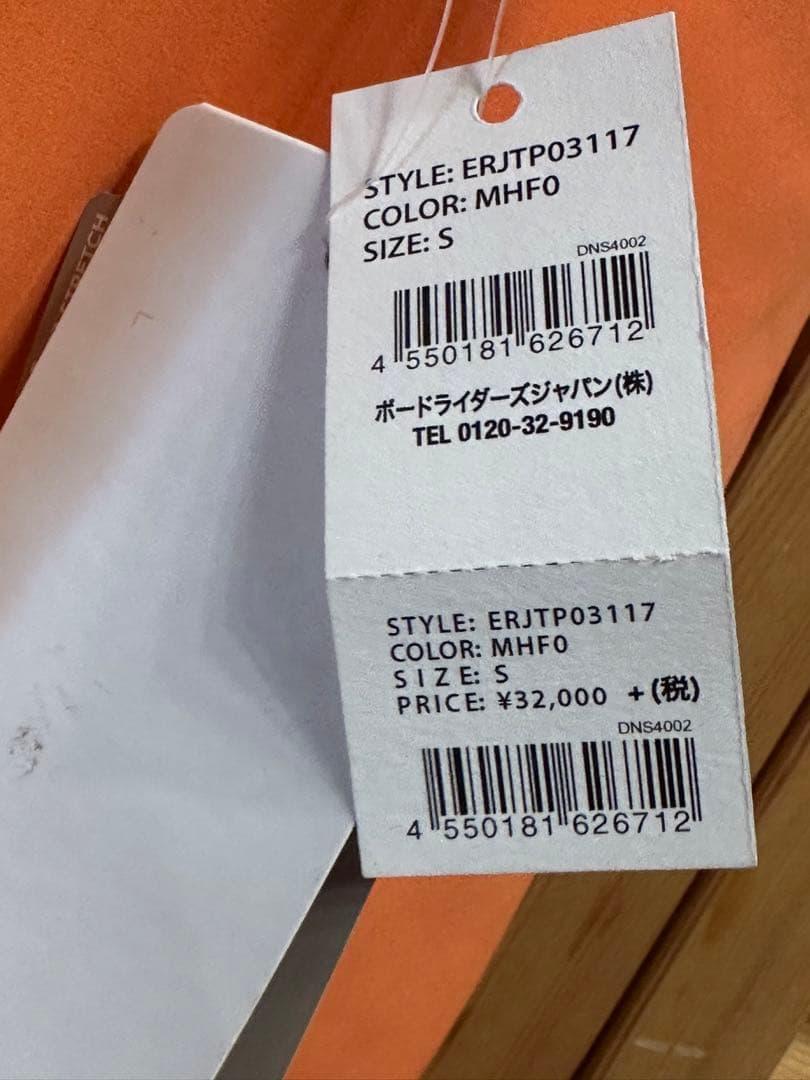 STYLE: ERJTP03117
COLOR: MHF0
SIZE: S
DNS4002
4 550181 626712
ボードライダーズジャパン(株)
TEL 0120-32-9190
STYLE: ERJTP03117
COLOR: MHF0
SIZE: S
PRICE: ¥32,000 +(税)
DNS4002
4 550181 626712